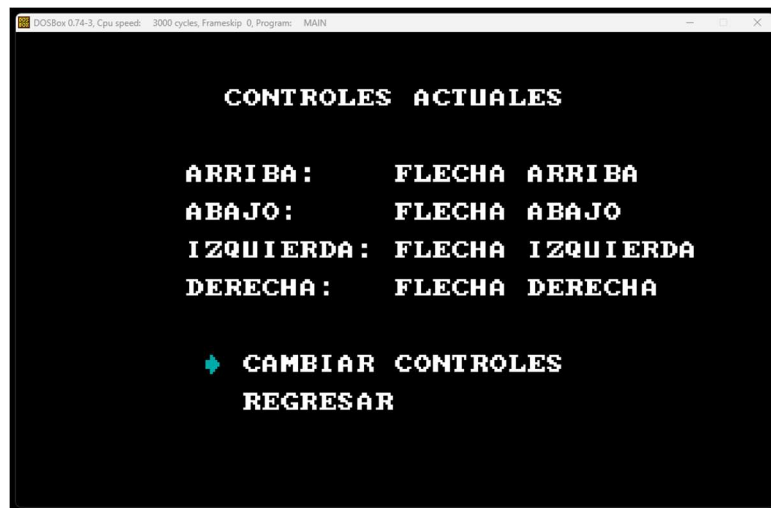 DOSBox 0.74-3, Cpu speed: 3000 cycles, Frameskip 0, Program: MAIN
CONTROLES ACTUALES
ARRIBA: FLECHA ARRIBA
ABAJO: FLECHA ABAJO
IZQUIERDA: FLECHA IZQUIERDA
DERECHA: FLECHA DERECHA
CAMBIAR CONTROLES
REGRESAR